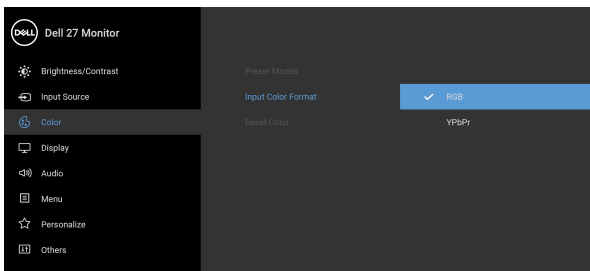 DELL Dell 27 Monitor
Brightness/Contrast
Input Source
Color
Display
Audio
Menu
Personalize
Others
Preset Modes
Input Color Format
Reset Color
RGB
YPbPr